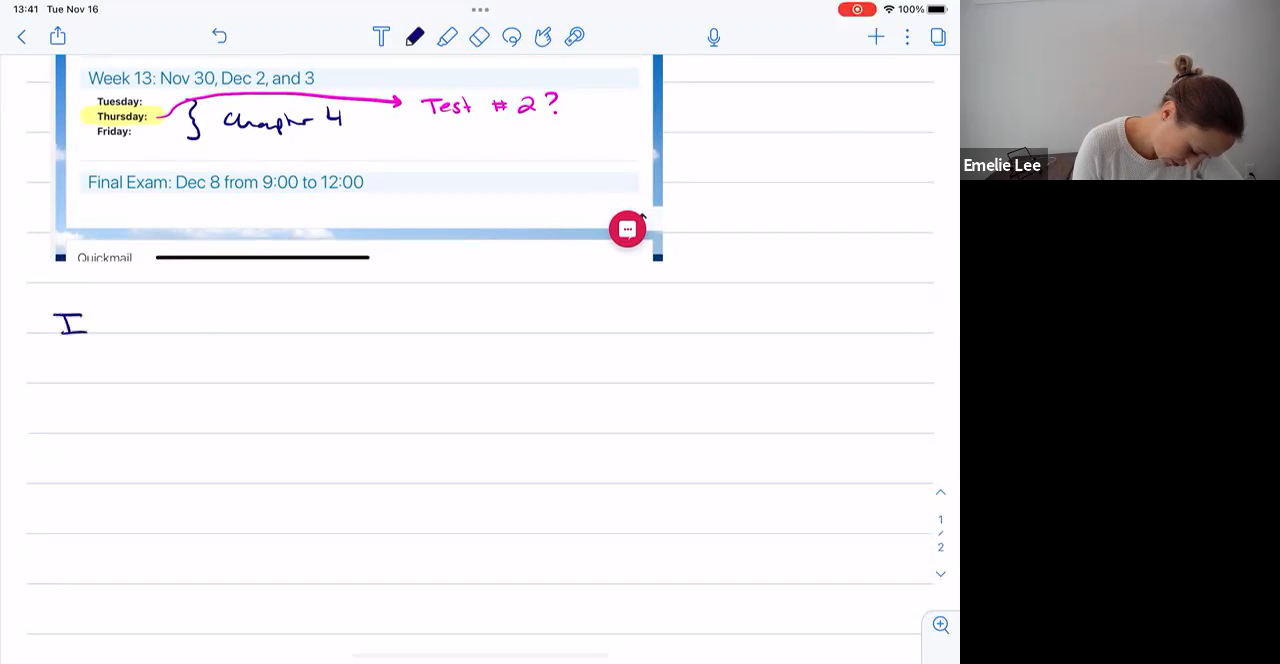 13:41 Tue Nov 16
100%
Week 13: Nov 30, Dec 2, and 3
Tuesday:
Thursday:
Friday:
Chapter 4
Test # 2?
Final Exam: Dec 8 from 9:00 to 12:00
Quickmail
I
1
/
2
Emelie Lee